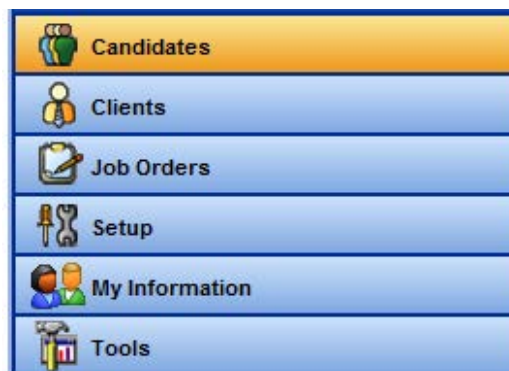 Candidates
Clients
Job Orders
Setup
My Information
Tools